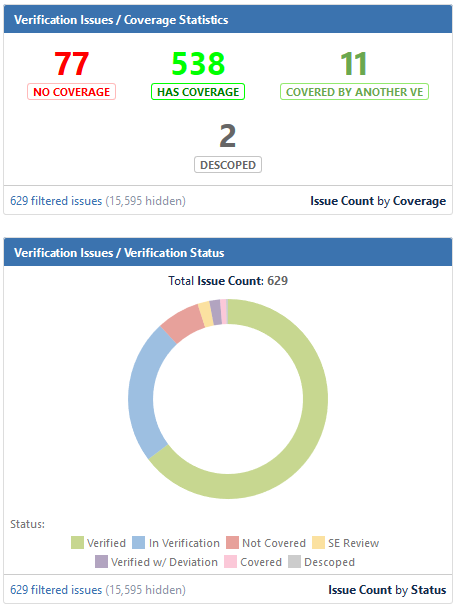 Verification Issues / Coverage Statistics
77 538 11
NO COVERAGE HAS COVERAGE COVERED BY ANOTHER VE
2
DESCOPED
629 filtered issues (15,595 hidden) Issue Count by Coverage
Verification Issues / Verification Status
Total Issue Count: 629
Status:
Verified In Verification Not Covered SE Review
Verified w/ Deviation Covered Descoped
629 filtered issues (15,595 hidden) Issue Count by Status